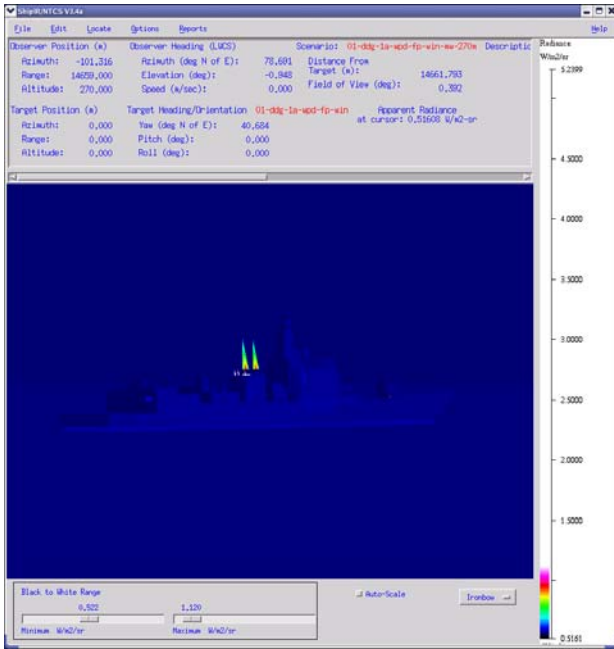 ShipIR/NTCS V3.4a
File Edit Locate Options Reports Help
Observer Position (m) Observer Heading (LWCS) Scenario: 01-ddg-1a-wpd-fp-win-mw-270m Descriptio
Azimuth: -101,316 Azimuth (deg N of E): 78,691 Distance From
Range: 14659,000 Elevation (deg): -0,948 Target (m): 14661,793
Altitude: 270,000 Speed (m/sec): 0,000 Field of View (deg): 0,392
Target Position (m) Target Heading/Orientation 01-ddg-1a-wpd-fp-win Apparent Radiance
Azimuth: 0,000 Yaw (deg N of E): 40,684 at cursor: 0,51608 W/m2-sr
Range: 0,000 Pitch (deg): 0,000
Altitude: 0,000 Roll (deg): 0,000
Radiance
W/m2/sr
5.2399
4.5000
4.0000
3.5000
3.0000
2.5000
2.0000
1.5000
0.5161
Black to White Range
0,522 1,120
Minimum W/m2/sr Maximum W/m2/sr
Auto-Scale
Ironbow